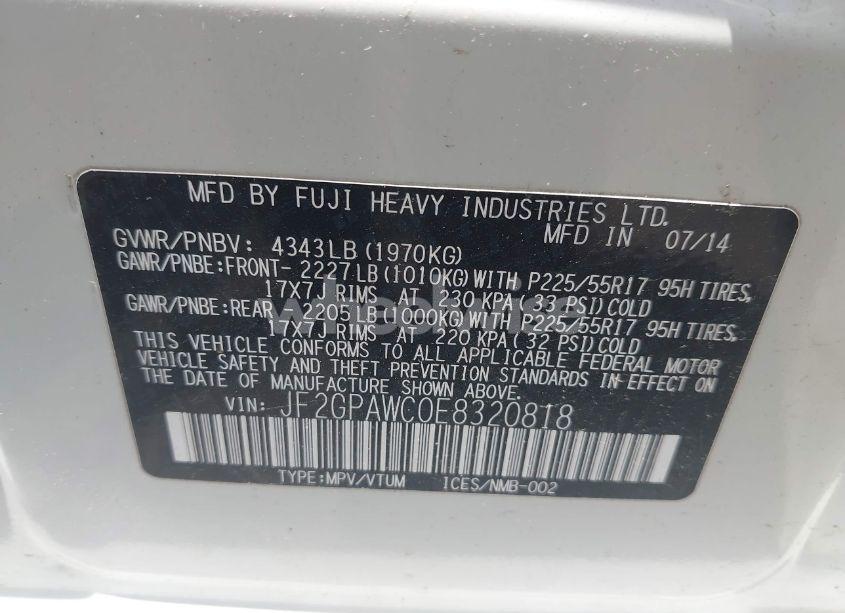 MFD BY FUJI HEAVY INDUSTRIES LTD.
MFD IN 07/14
GVWR/PNBV: 4343LB(1970KG)
GAWR/PNBE:FRONT- 2227LB(1010KG)WITH P225/55R17 95H TIRES,
17X7J RIMS AT 230 KPA(33 PSI)COLD
GAWR/PNBE:REAR - 2205LB(1000KG)WITH P225/55R17 95H TIRES,
17X7J RIMS AT 220 KPA(32 PSI)COLD
THIS VEHICLE CONFORMS TO ALL APPLICABLE FEDERAL MOTOR
VEHICLE SAFETY AND THEFT PREVENTION STANDARDS IN EFFECT ON
THE DATE OF MANUFACTURE SHOWN ABOVE.
VIN: JF2GPAWC0E8320818
TYPE:MPV/VTUM ICES/NMB-002